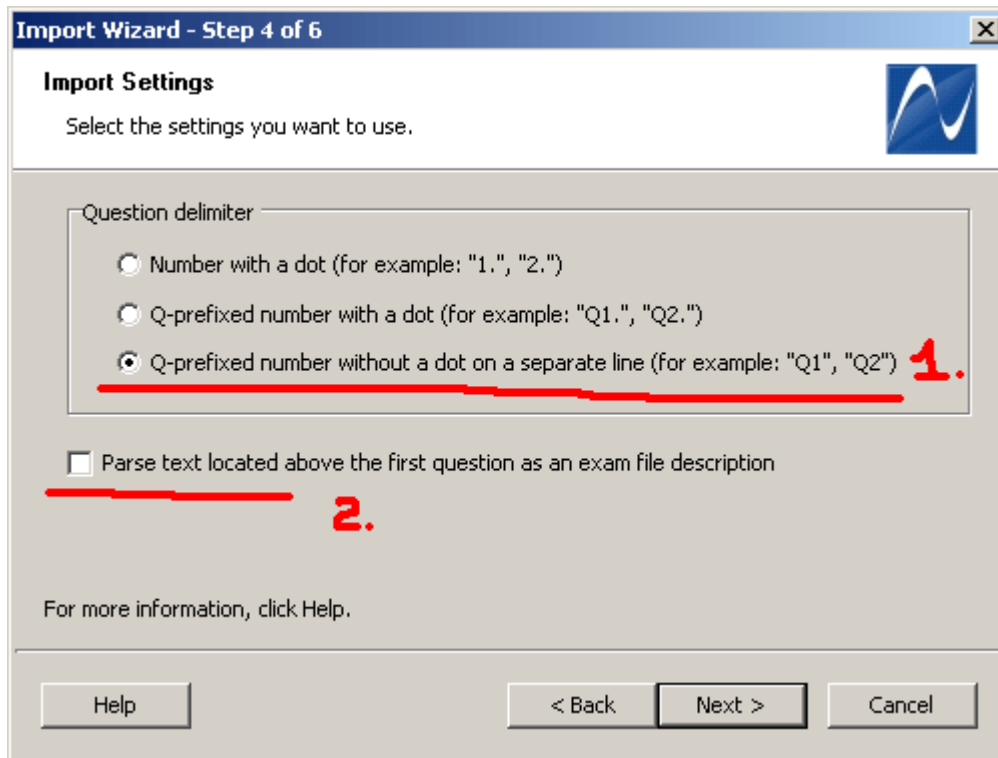 Import Wizard - Step 4 of 6
Import Settings
Select the settings you want to use.
Question delimiter
Number with a dot (for example: "1.", "2.")
Q-prefixed number with a dot (for example: "Q1.", "Q2.")
Q-prefixed number without a dot on a separate line (for example: "Q1", "Q2") 1.
Parse text located above the first question as an exam file description
2.
For more information, click Help.
Help < Back Next > Cancel